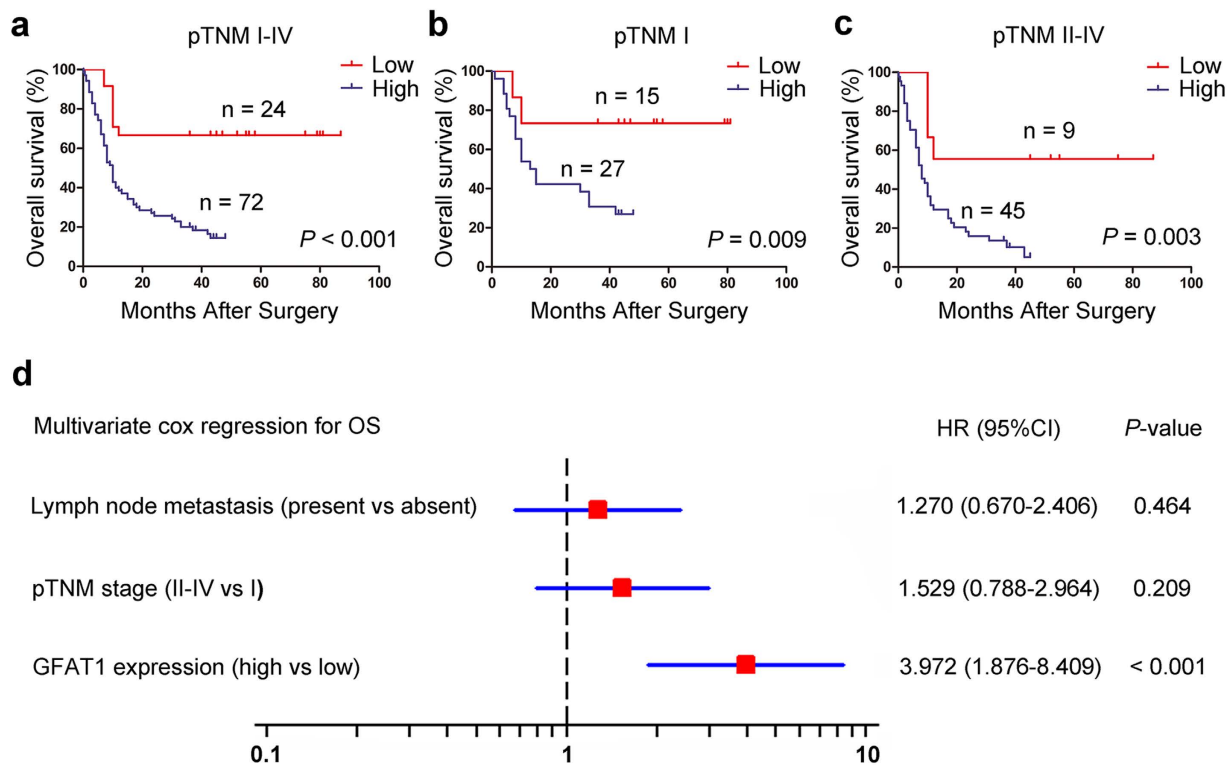 a
pTNM I-IV
Low
High
n = 24
n = 72
P < 0.001
Overall survival (%)
100
80
60
40
20
0
0 20 40 60 80 100
Months After Surgery
b
pTNM I
Low
High
n = 15
n = 27
P = 0.009
Overall survival (%)
100
80
60
40
20
0
0 20 40 60 80 100
Months After Surgery
c
pTNM II-IV
Low
High
n = 9
n = 45
P = 0.003
Overall survival (%)
100
80
60
40
20
0
0 20 40 60 80 100
Months After Surgery
d
Multivariate cox regression for OS HR (95%CI) P-value
Lymph node metastasis (present vs absent) 1.270 (0.670-2.406) 0.464
pTNM stage (II-IV vs I) 1.529 (0.788-2.964) 0.209
GFAT1 expression (high vs low) 3.972 (1.876-8.409) < 0.001
0.1 1 10